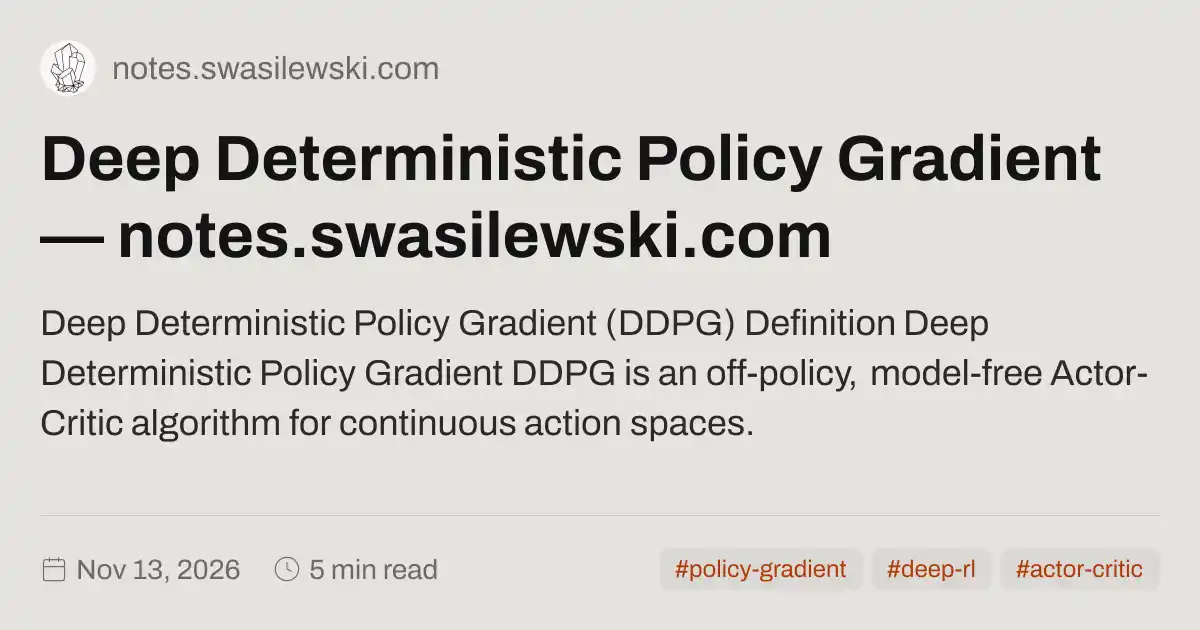 notes.swasilewski.com
Deep Deterministic Policy Gradient
— notes.swasilewski.com
Deep Deterministic Policy Gradient (DDPG) Definition Deep
Deterministic Policy Gradient DDPG is an off-policy, model-free Actor-
Critic algorithm for continuous action spaces.
Nov 13, 2026 5 min read #policy-gradient #deep-rl #actor-critic